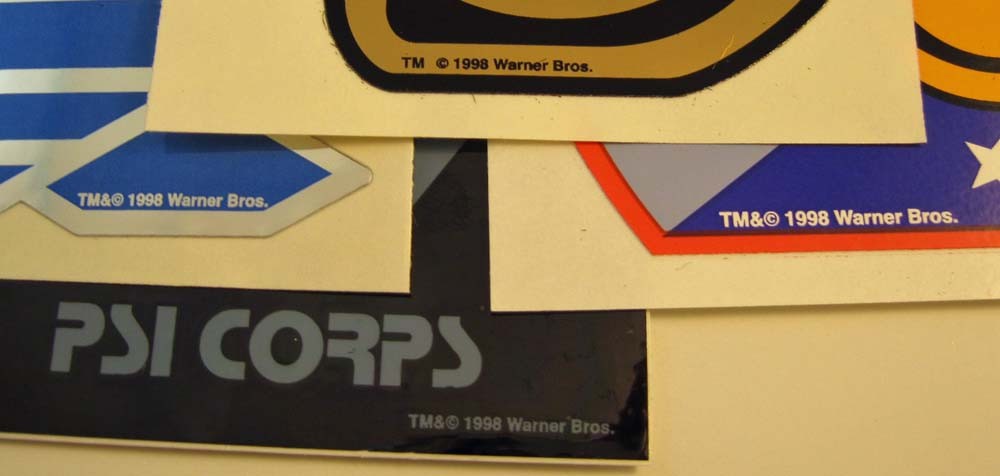 TM © 1998 Warner Bros.
TM&© 1998 Warner Bros.
TM&© 1998 Warner Bros.
PSI CORPS
TM&© 1998 Warner Bros.